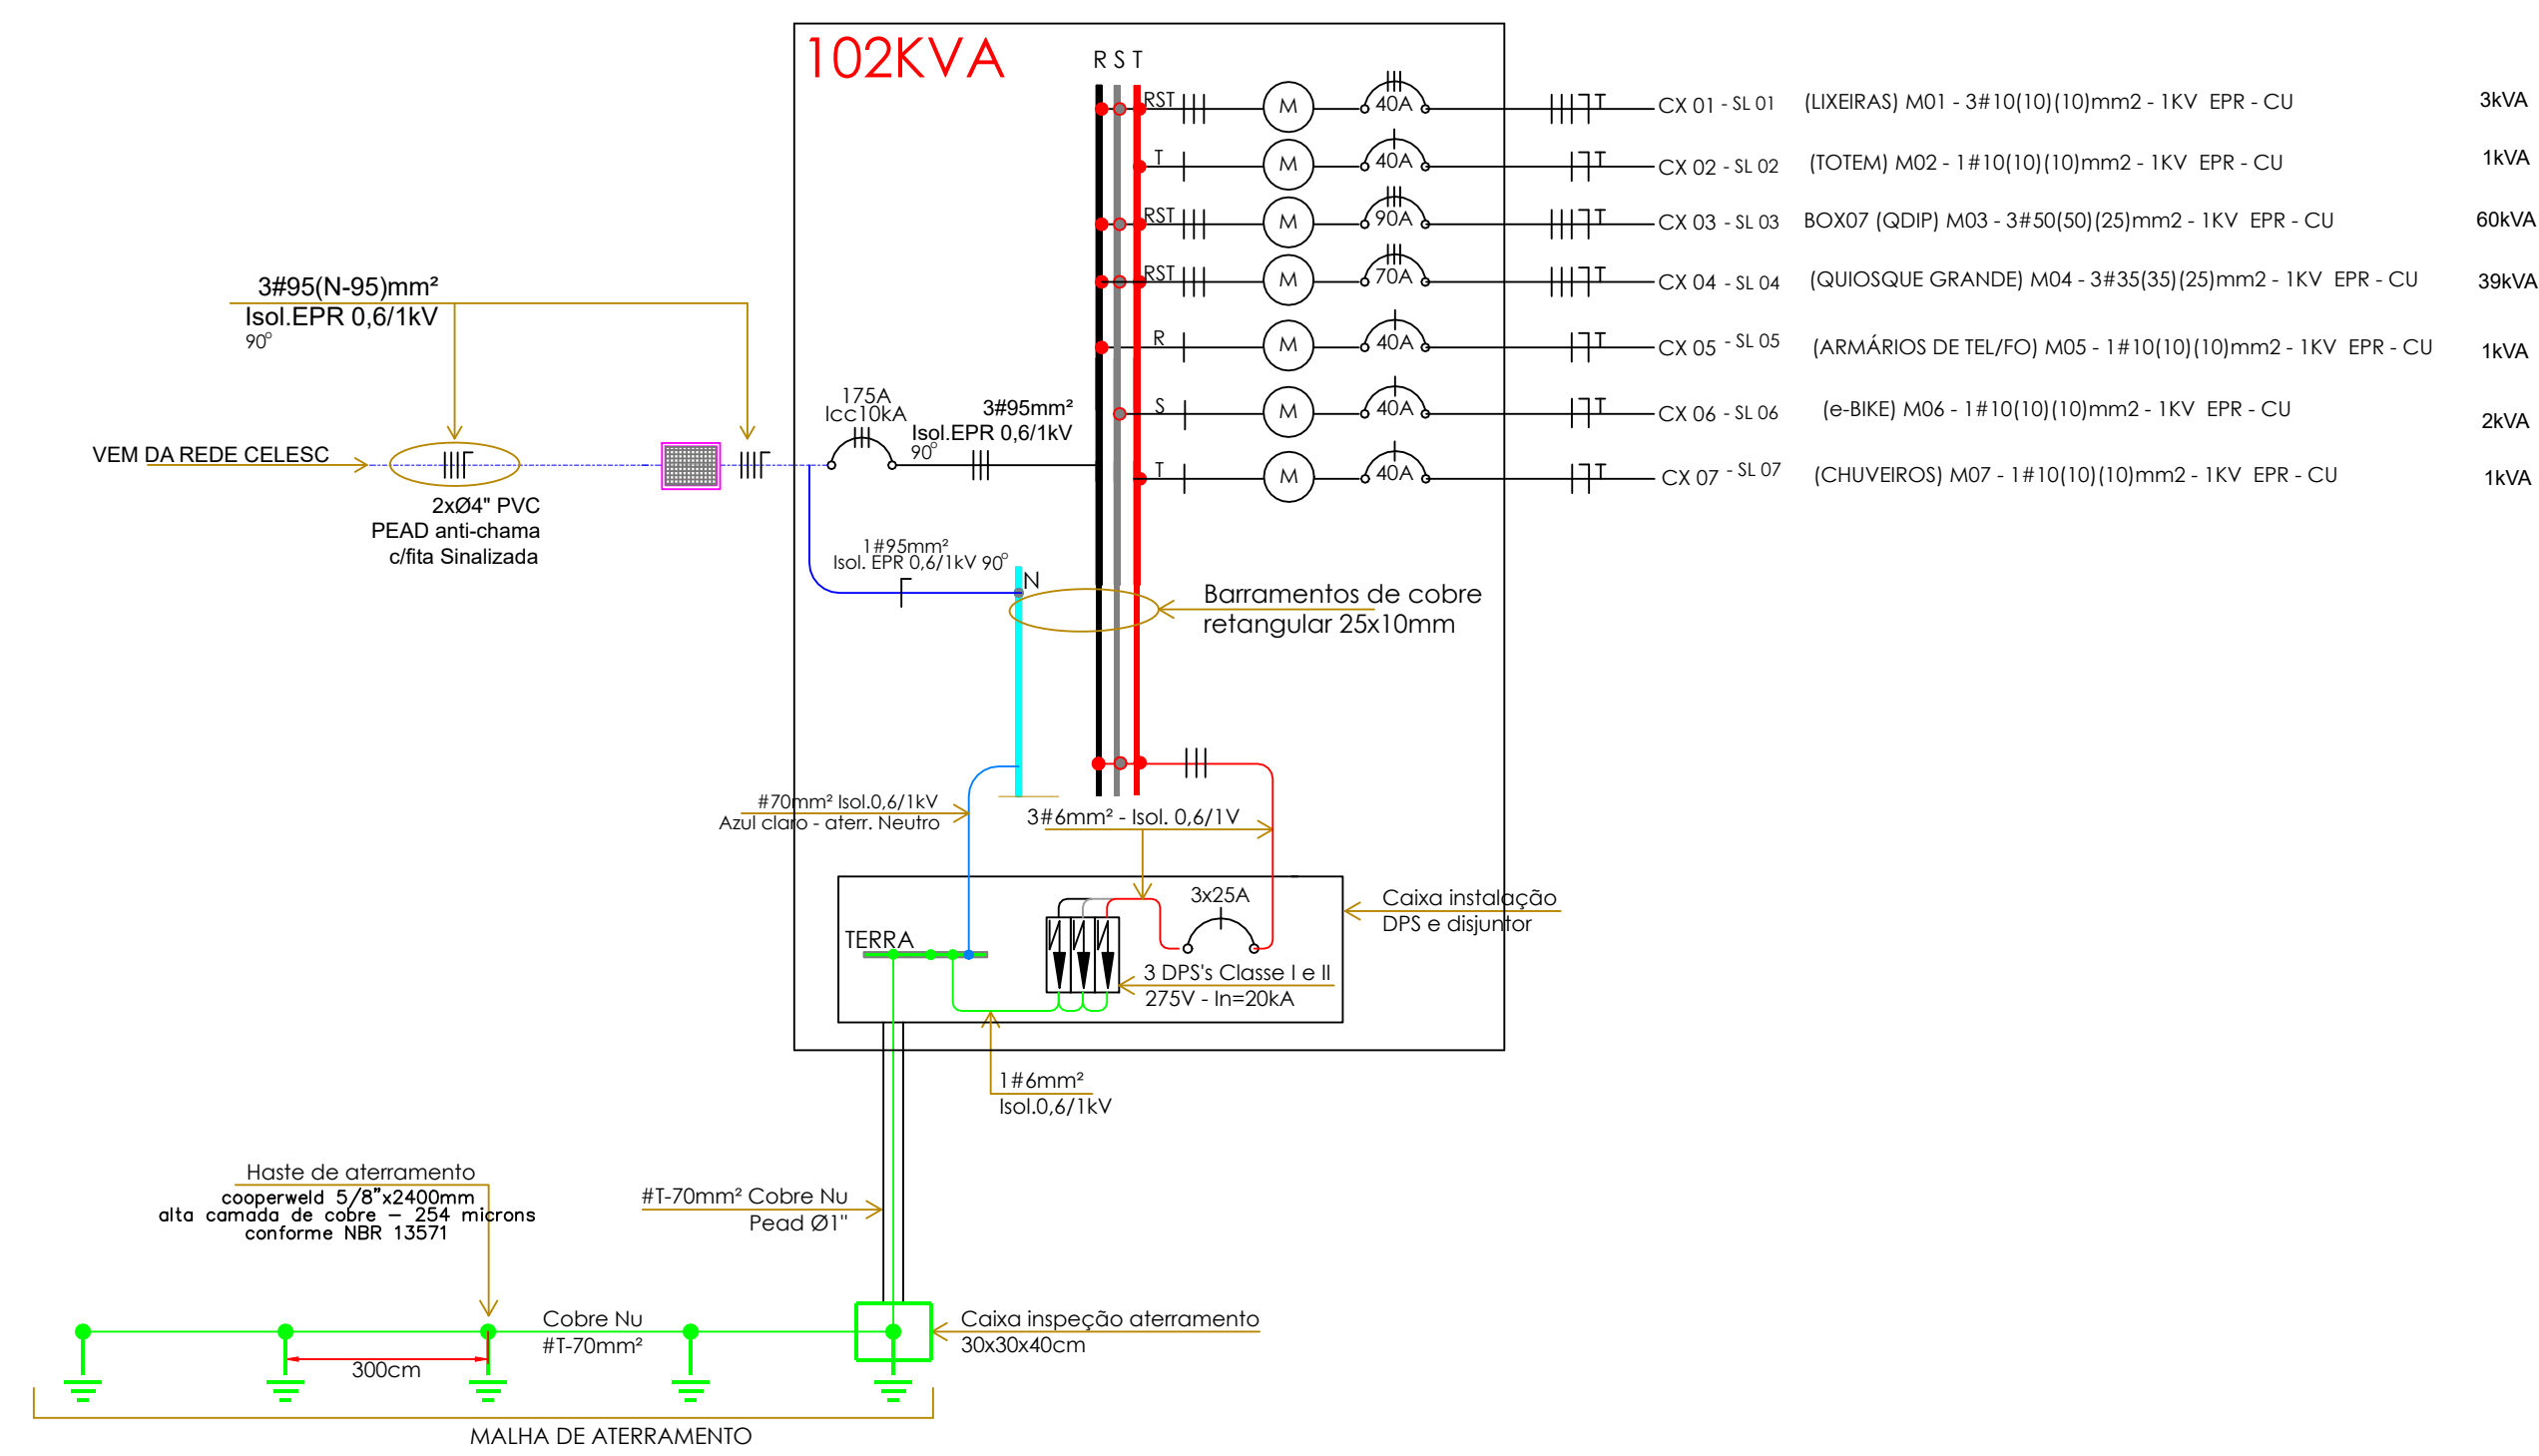 102KVA
R S T
RST
M
40A
CX 01 - SL 01
(LIXEIRAS) M01 - 3#10(10)(10)mm2 - 1KV EPR - CU
3kVA
T
M
40A
T
CX 02 - SL 02
(TOTEM) M02 - 1#10(10)(10)mm2 - 1KV EPR - CU
1kVA
RST
M
90A
CX 03 - SL 03
BOX07 (QDIP) M03 - 3#50(50)(25)mm2 - 1KV EPR - CU
60kVA
RST
M
70A
CX 04 - SL 04
(QUIOSQUE GRANDE) M04 - 3#35(35)(25)mm2 - 1KV EPR - CU
39kVA
R
M
40A
CX 05 - SL 05
(ARMÁRIOS DE TEL/FO) M05 - 1#10(10)(10)mm2 - 1KV EPR - CU
1kVA
S
M
40A
CX 06 - SL 06
(e-BIKE) M06 - 1#10(10)(10)mm2 - 1KV EPR - CU
2kVA
T
M
40A
CX 07 - SL 07
(CHUVEIROS) M07 - 1#10(10)(10)mm2 - 1KV EPR - CU
1kVA
3#95(N-95)mm²
Isol.EPR 0,6/1kV
90°
VEM DA REDE CELESC
2xØ4" PVC
PEAD anti-chama
c/fita Sinalizada
175A
Icc10kA
3#95mm²
Isol.EPR 0,6/1kV
90°
1#95mm²
Isol. EPR 0,6/1kV 90°
N
Barramentos de cobre
retangular 25x10mm
#70mm² Isol.0,6/1kV
Azul claro - aterr. Neutro
3#6mm² - Isol. 0,6/1V
3x25A
Caixa instalação
DPS e disjuntor
TERRA
3 DPS's Classe I e II
275V - In=20kA
1#6mm²
Isol.0,6/1kV
Haste de aterramento
cooperweld 5/8"x2400mm
alta camada de cobre – 254 microns
conforme NBR 13571
#T-70mm² Cobre Nu
Pead Ø1"
Cobre Nu
#T-70mm²
Caixa inspeção aterramento
30x30x40cm
300cm
MALHA DE ATERRAMENTO